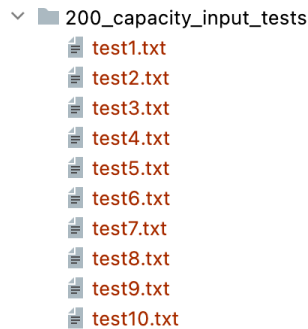 200_capacity_input_tests
test1.txt
test2.txt
test3.txt
test4.txt
test5.txt
test6.txt
test7.txt
test8.txt
test9.txt
test10.txt